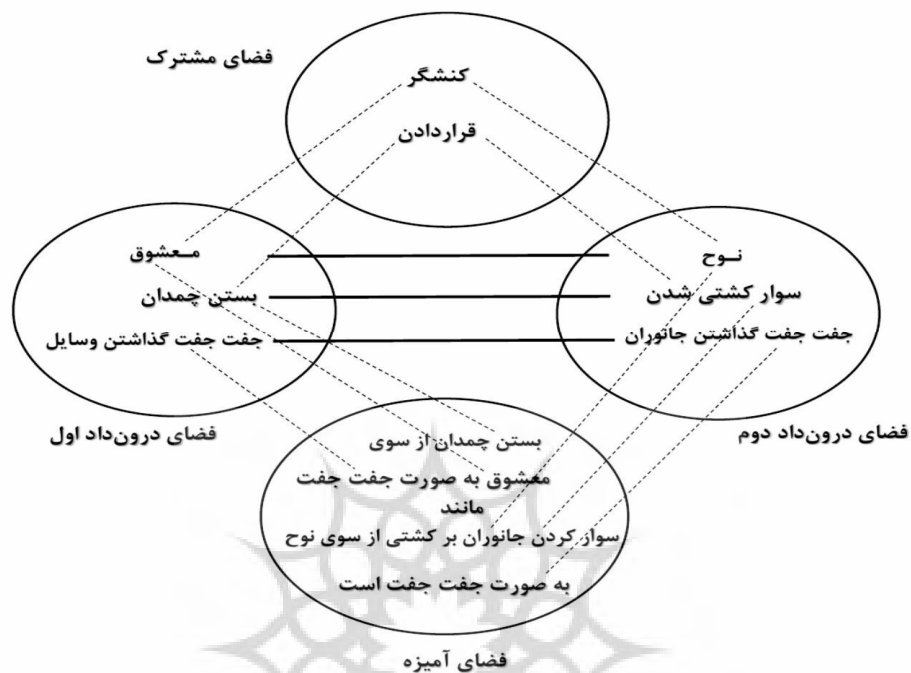 فضای مشترک
کنشگر
قراردادن
نـوح
سوار کشتی شدن
جفت جفت گذاشتن جانوران
فضای درون‌داد دوم
مـعشوق
بستن چمدان
جفت جفت گذاشتن وسایل
فضای درون‌داد اول
بستن چمدان از سوی
معشوق به صورت جفت جفت
مانند
سوار کردن جانوران بر کشتی از سوی نوح
به صورت جفت جفت است
فضای آمیزه